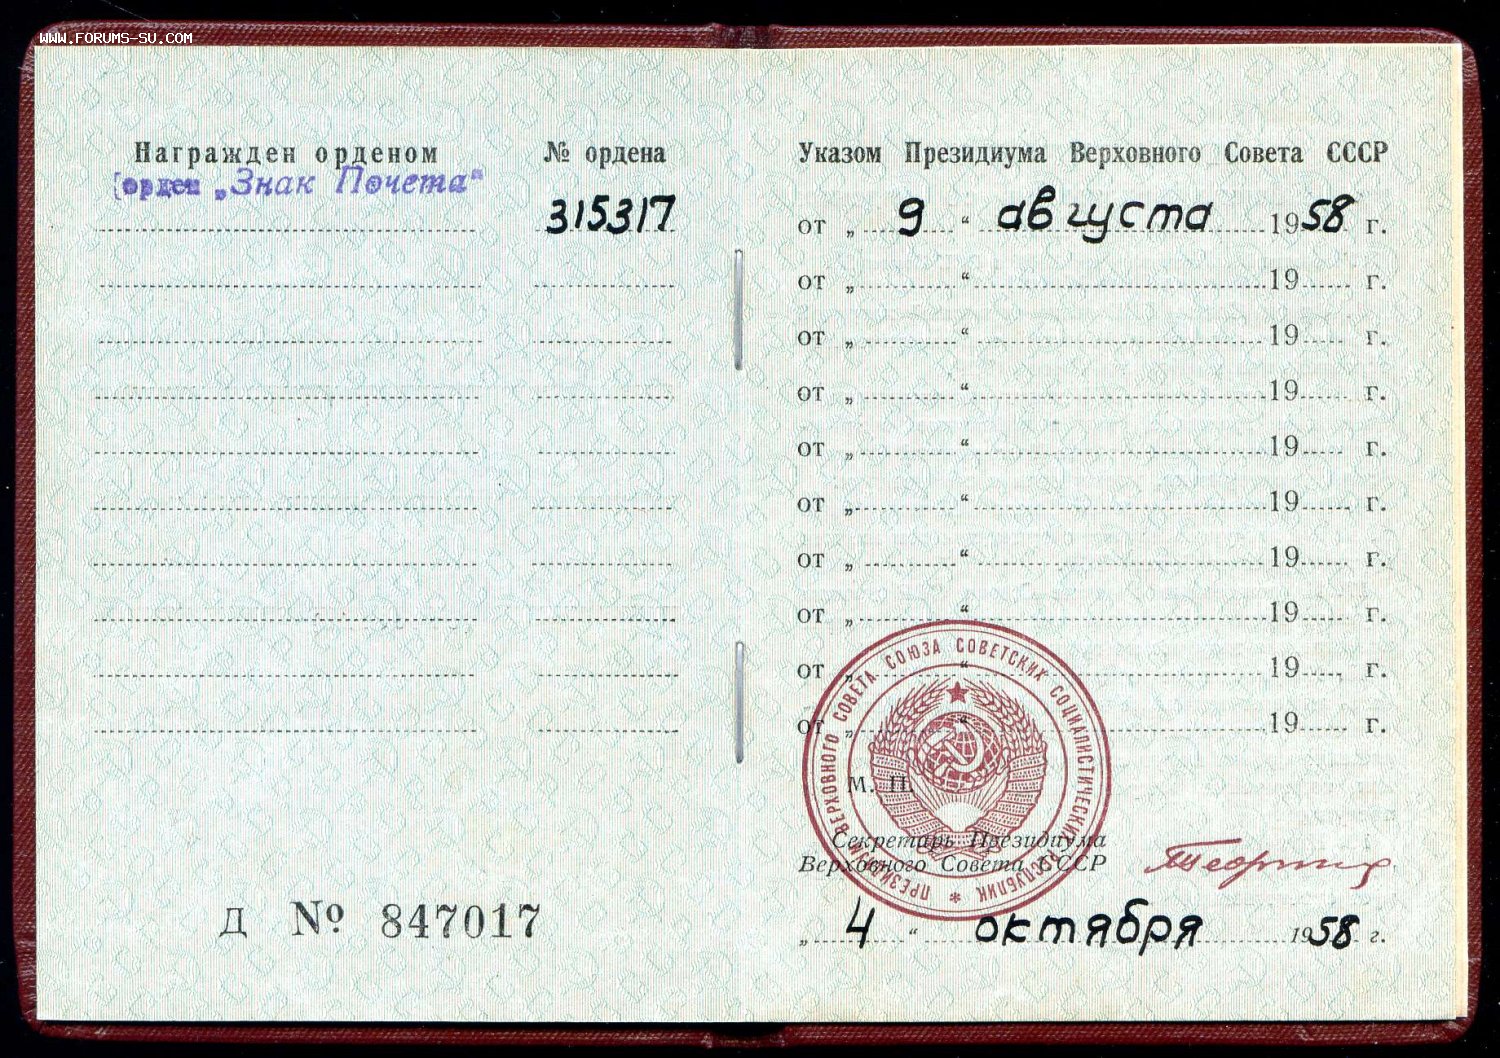 WWW.FORUMS-SU.COM
Награжден орденом
орден „Знак Почета“
№ ордена
315317
Д № 847017
Указом Президиума Верховного Совета СССР
от „ 9 “ августа 1958 г.
от „ “ 19 г.
от „ “ 19 г.
от „ “ 19 г.
от „ “ 19 г.
от „ “ 19 г.
от „ “ 19 г.
от „ “ 19 г.
от „ “ 19 г.
от „ “ 19 г.
М. П.
ПРЕЗИДИУМ ВЕРХОВНОГО СОВЕТА СОЮЗА СОВЕТСКИХ СОЦИАЛИСТИЧЕСКИХ РЕСПУБЛИК *
Секретарь Президиума
Верховного Совета СССР
„ 4 “ октября 1958 г.